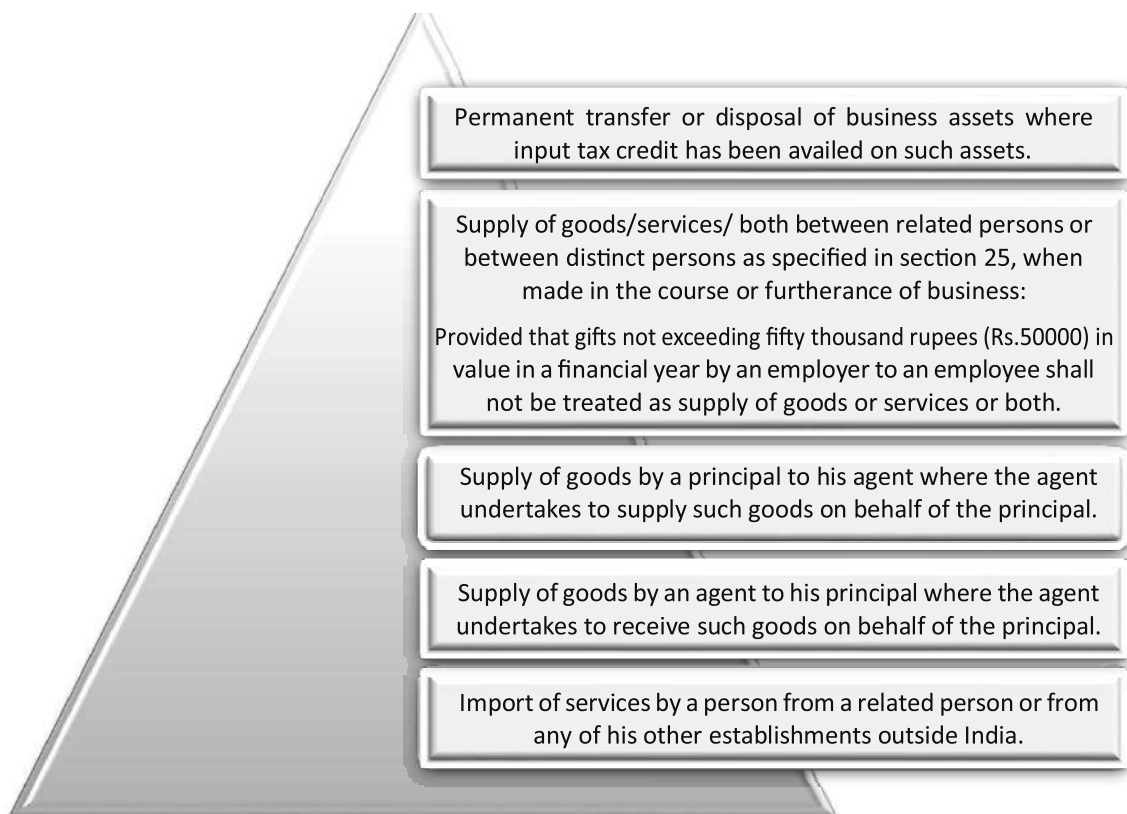 Permanent transfer or disposal of business assets where
input tax credit has been availed on such assets.
Supply of goods/services/ both between related persons or
between distinct persons as specified in section 25, when
made in the course or furtherance of business:
Provided that gifts not exceeding fifty thousand rupees (Rs.50000) in
value in a financial year by an employer to an employee shall
not be treated as supply of goods or services or both.
Supply of goods by a principal to his agent where the agent
undertakes to supply such goods on behalf of the principal.
Supply of goods by an agent to his principal where the agent
undertakes to receive such goods on behalf of the principal.
Import of services by a person from a related person or from
any of his other establishments outside India.